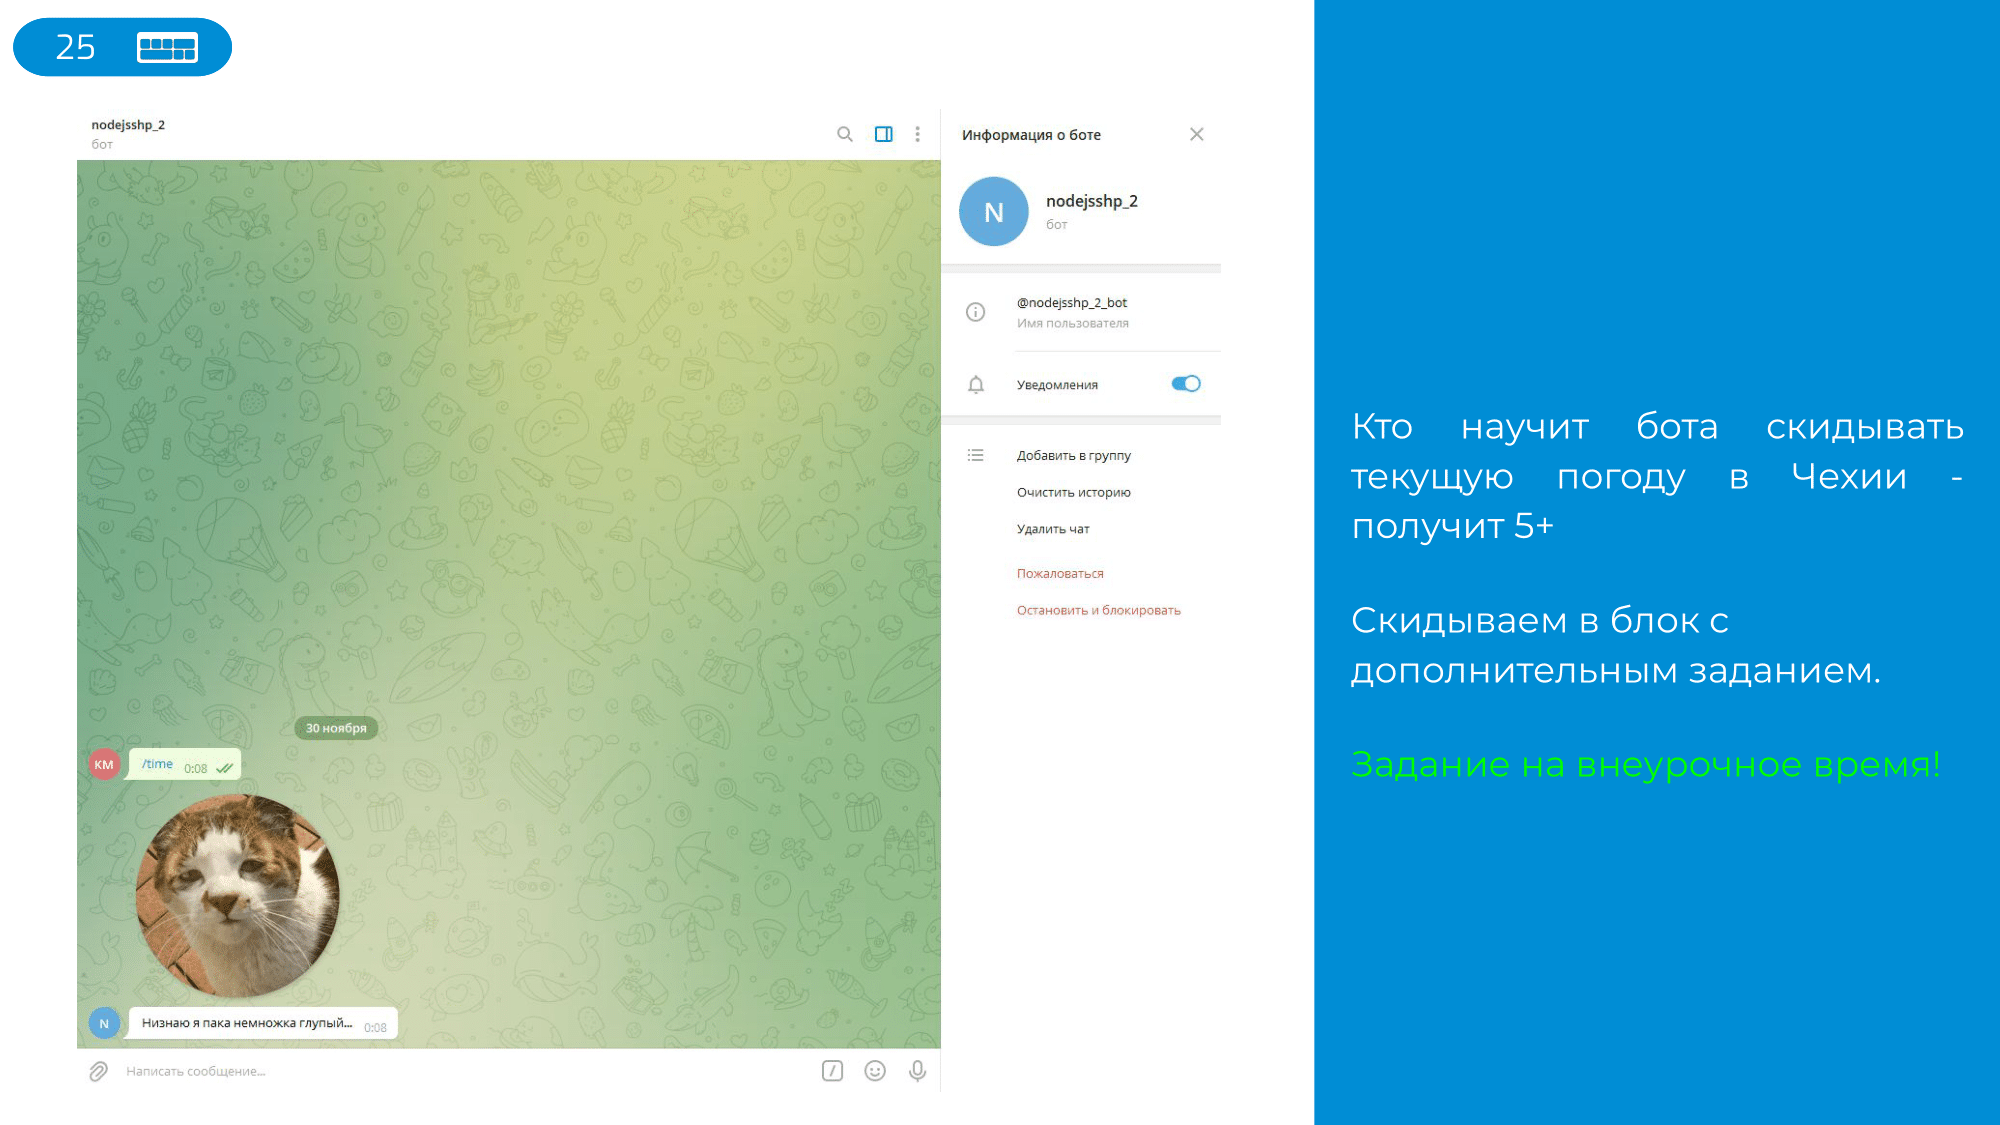 25
nodejsshp_2
бот
30 ноября
КМ
/time 0:08
N
Низнаю я пака немножка глупый... 0:08
Написать сообщение...
Информация о боте
N
nodejsshp_2
бот
@nodejsshp_2_bot
Имя пользователя
Уведомления
Добавить в группу
Очистить историю
Удалить чат
Пожаловаться
Остановить и блокировать
Кто научит бота скидывать
текущую погоду в Чехии -
получит 5+
Скидываем в блок с
дополнительным заданием.
Задание на внеурочное время!